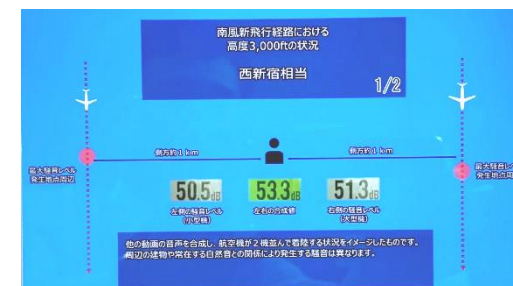 南風新飛行経路における
高度3,000ftの状況
西新宿相当
1/2
側方約1km
側方約1km
最大騒音レベル
発生地点周辺
最大騒音レベル
発生地点周
50.5dB
53.3dB
51.3dB
左側の騒音レベル
(小型機)
左右の合成値
右側の騒音レベル
(大型機)
他の動画の音声を合成し、航空機が2機並んで着陸する状況をイメージしたものです。
周辺の建物や常在する自然音との関係により発生する騒音は異なります。